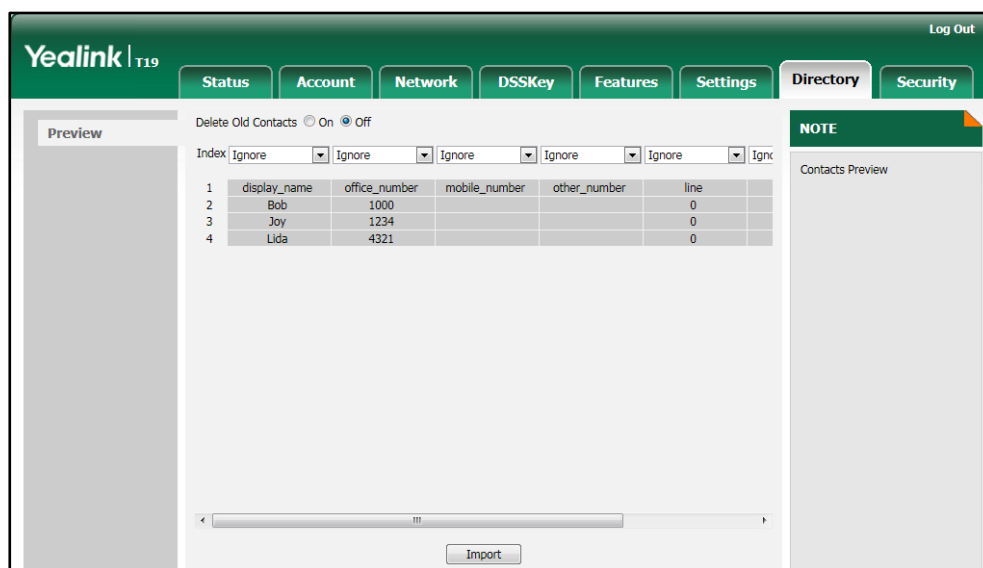 Log Out
Yealink T19
Status Account Network DSSKey Features Settings Directory Security
Preview
Delete Old Contacts On Off
NOTE
Contacts Preview
Index Ignore Ignore Ignore Ignore Ignore
1 display_name office_number mobile_number other_number line
2 Bob 1000 0
3 Joy 1234 0
4 Lida 4321 0
Import